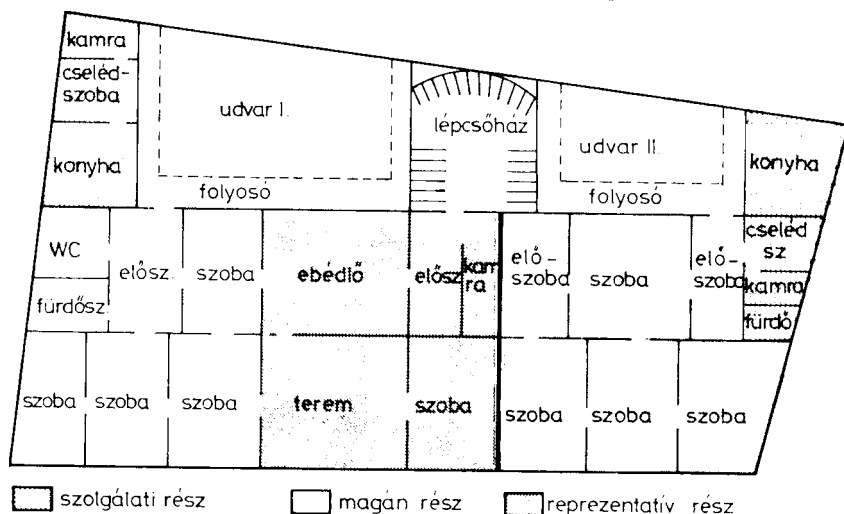 kamra
cseléd-
szoba
konyha
udvar I.
folyosó
lépcsőház
udvar II.
folyosó
konyha
WC
fürdősz.
elősz.
szoba
ebédlő
elősz.
kam
ra
elő-
szoba
szoba
elő-
szoba
cseléd
sz
kamra
fürdő
szoba
szoba
szoba
terem
szoba
szoba
szoba
szoba
szolgálati rész
magán rész
reprezentatív rész